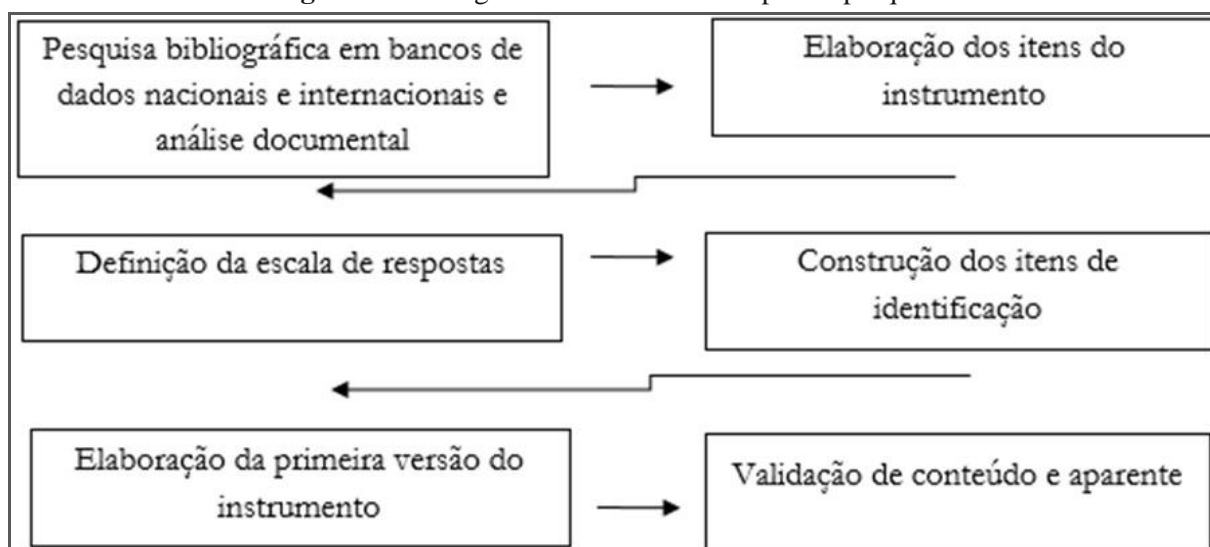 Pesquisa bibliográfica em bancos de
dados nacionais e internacionais e
análise documental
Elaboração dos itens do
instrumento
Definição da escala de respostas
Construção dos itens de
identificação
Elaboração da primeira versão do
instrumento
Validação de conteúdo e aparente